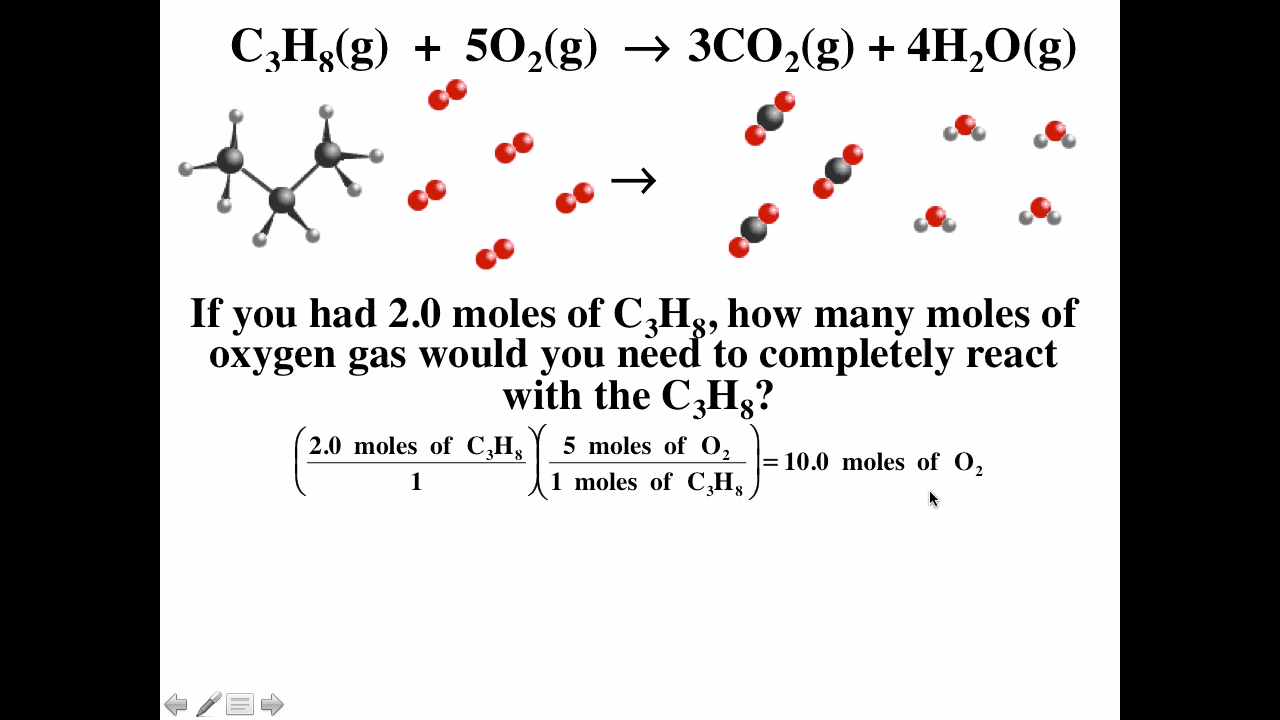 C₃H₈(g) + 5O₂(g) → 3CO₂(g) + 4H₂O(g)
→
If you had 2.0 moles of C₃H₈, how many moles of
oxygen gas would you need to completely react
with the C₃H₈?
(2.0 moles of C₃H₈ / 1)(5 moles of O₂ / 1 moles of C₃H₈) = 10.0 moles of O₂